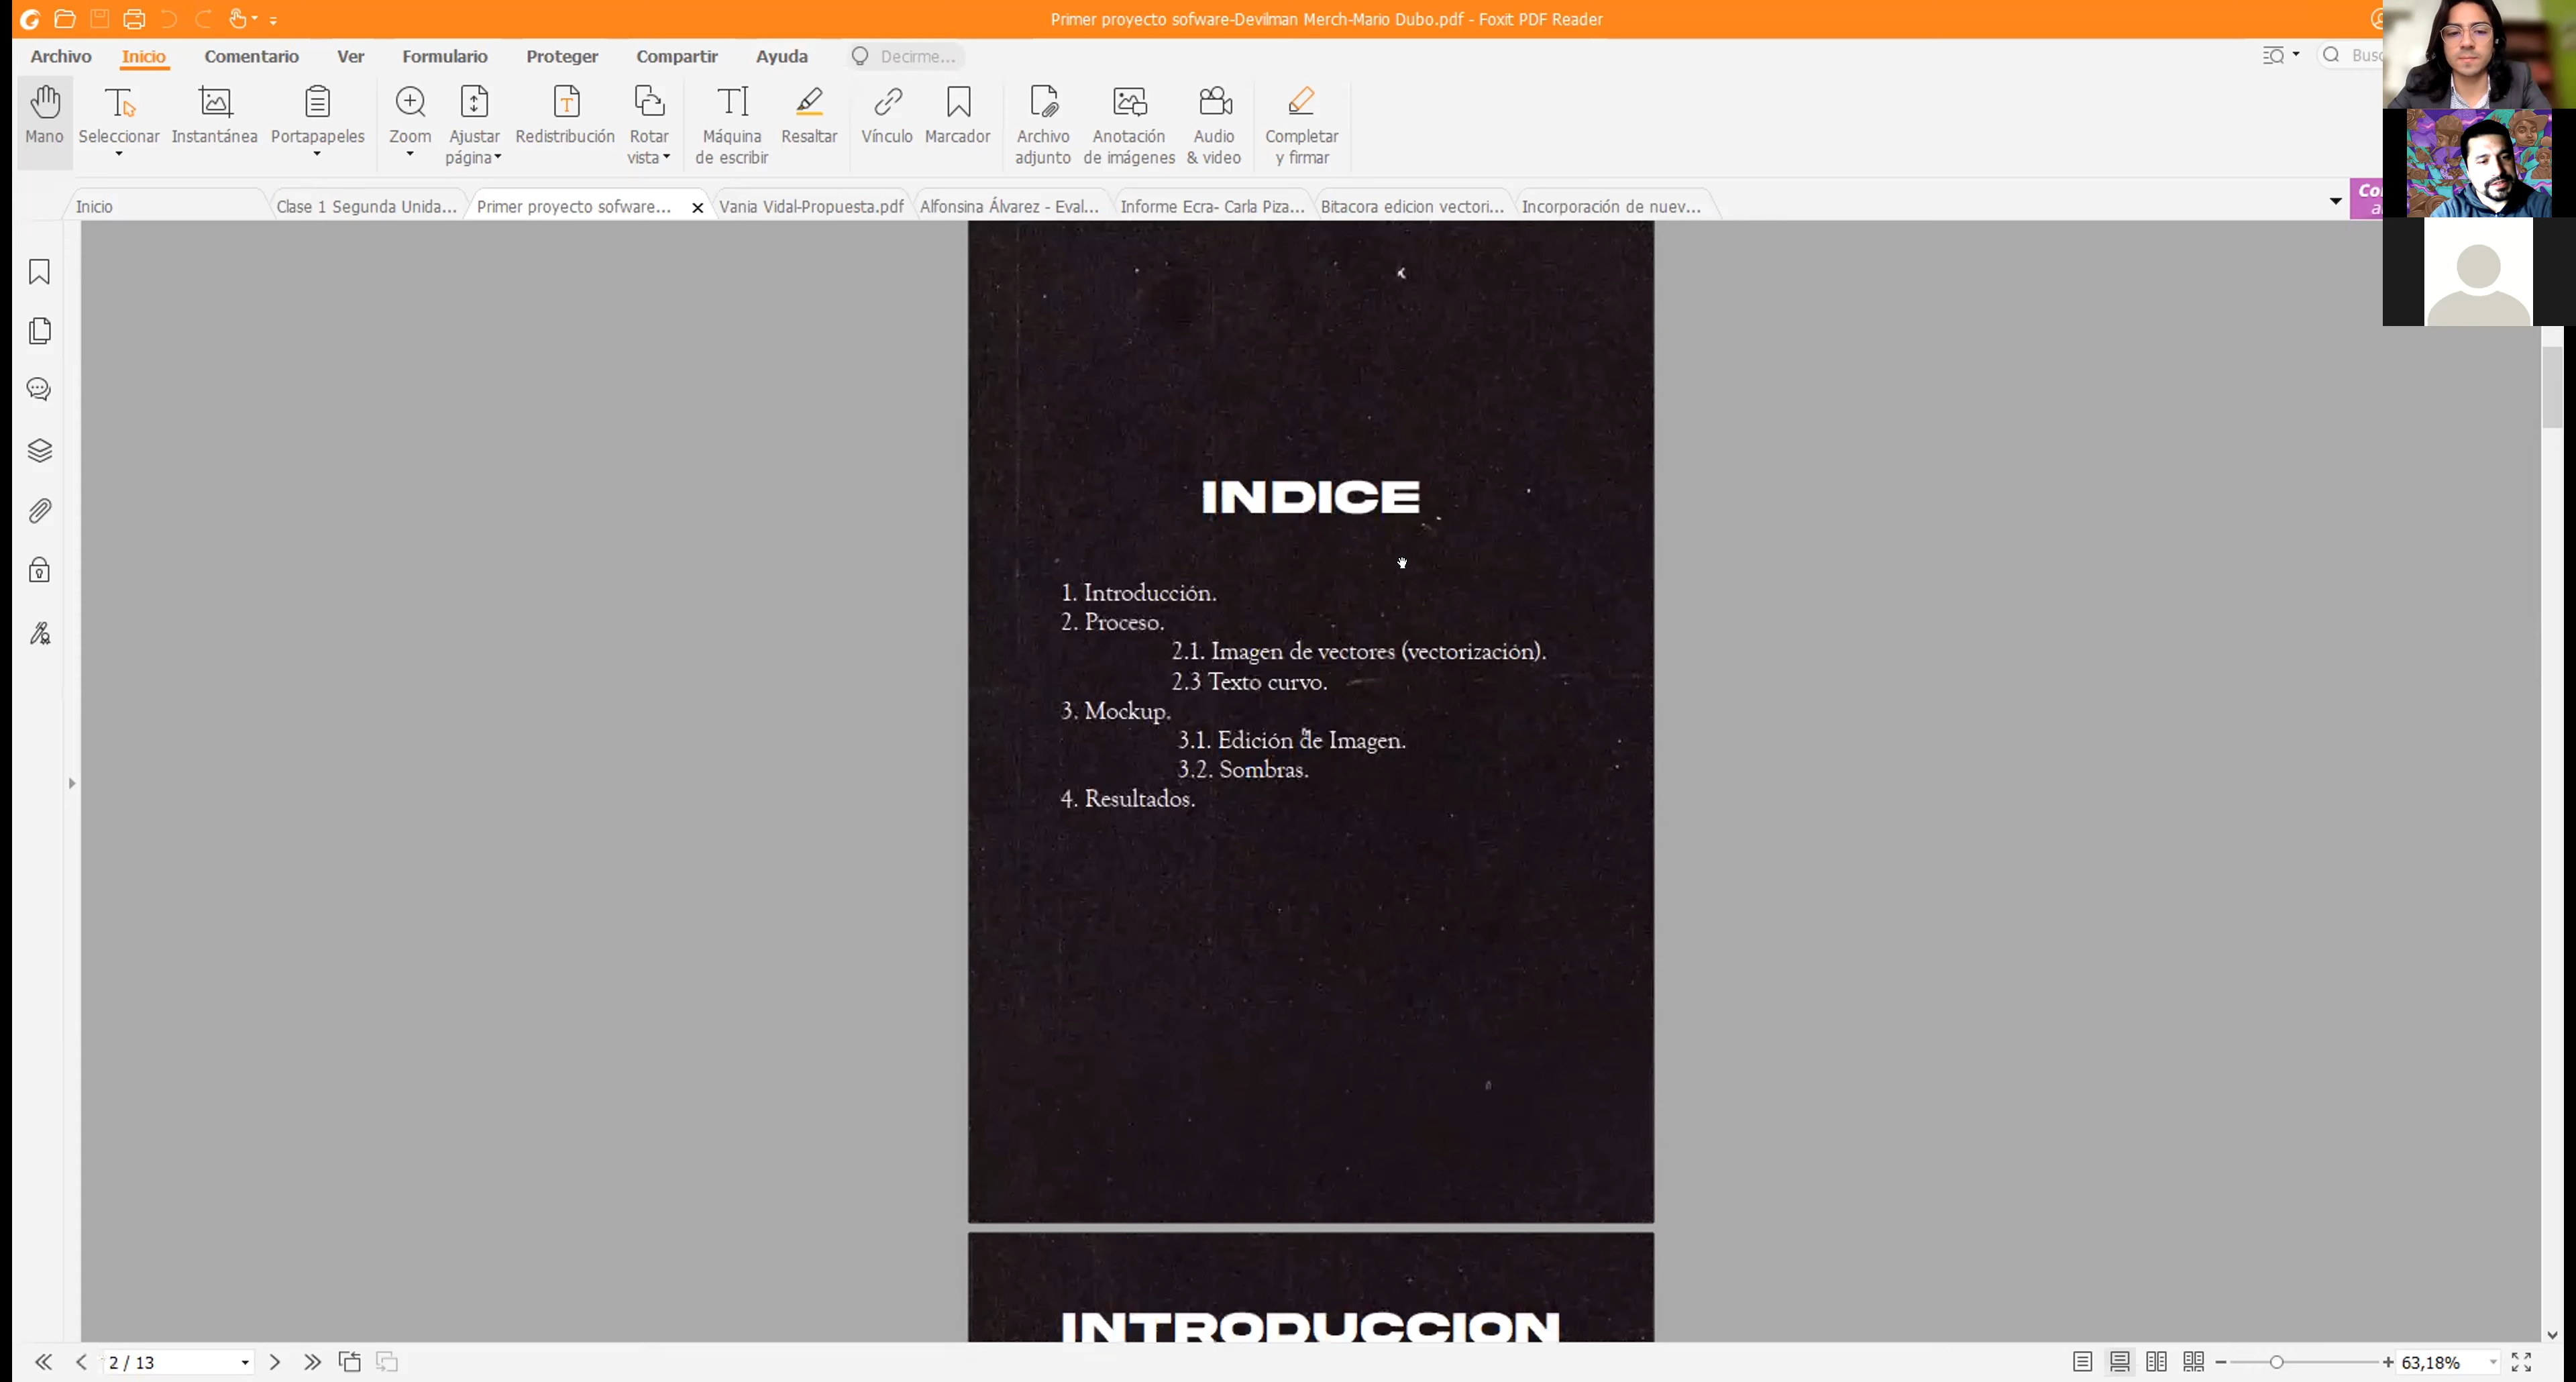 Primer proyecto sofware-Devilman Merch-Mario Dubo.pdf - Foxit PDF Reader
Archivo Inicio Comentario Ver Formulario Proteger Compartir Ayuda Decirme... Busc
Mano Seleccionar Instantánea Portapapeles Zoom Ajustar página Redistribución Rotar vista Máquina de escribir Resaltar Vínculo Marcador Archivo adjunto Anotación de imágenes Audio & video Completar y firmar
Inicio Clase 1 Segunda Unida... Primer proyecto sofware... Vania Vidal-Propuesta.pdf Alfonsina Álvarez - Eval... Informe Ecra- Carla Piza... Bitacora edicion vectori... Incorporación de nuev...
INDICE
1. Introducción.
2. Proceso.
2.1. Imagen de vectores (vectorización).
2.3 Texto curvo.
3. Mockup.
3.1. Edición de Imagen.
3.2. Sombras.
4. Resultados.
INTRODUCCION
2 / 13 63,18%